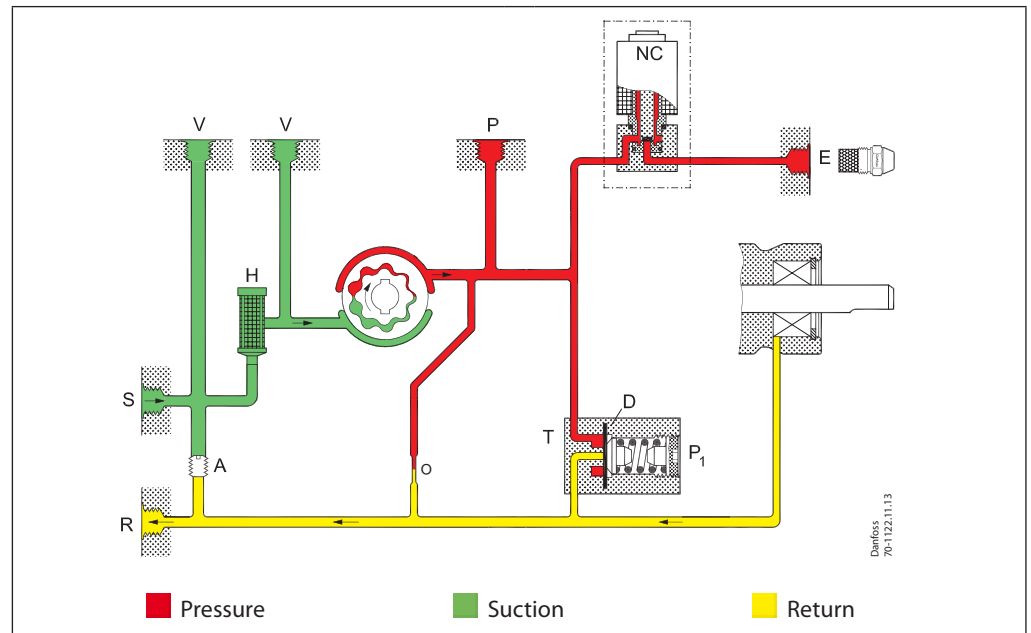 NC
V V P
E
H
S
D
T P1
A
O
R
Danfoss
70-1122.11.13
Pressure Suction Return